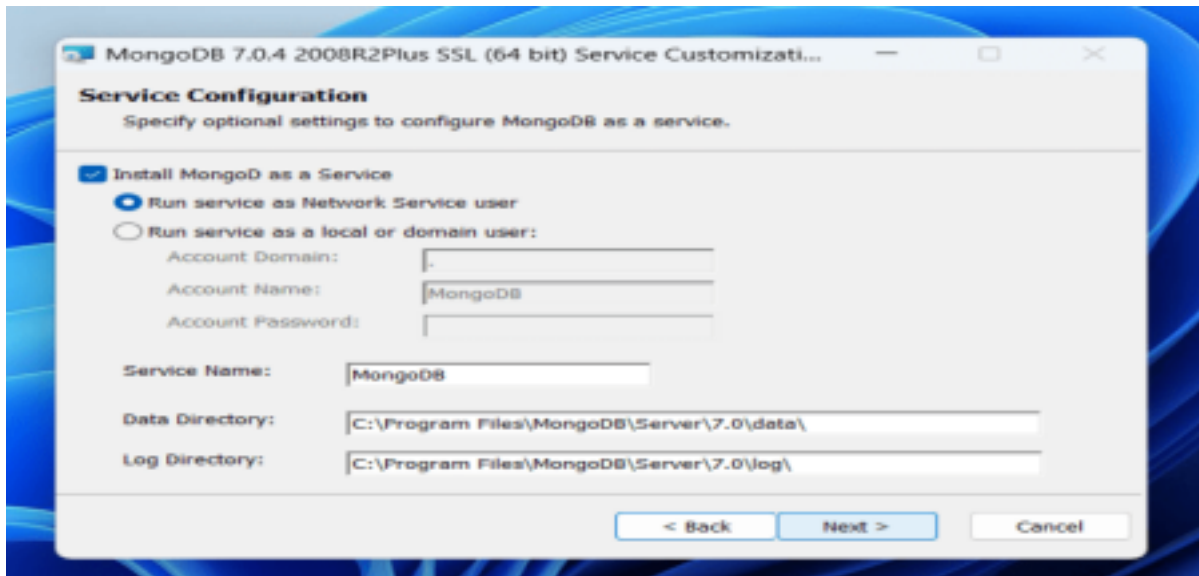 MongoDB 7.0.4 2008R2Plus SSL (64 bit) Service Customizati...
Service Configuration
Specify optional settings to configure MongoDB as a service.
Install MongoD as a Service
Run service as Network Service user
Run service as a local or domain user:
Account Domain: .
Account Name: MongoDB
Account Password:
Service Name: MongoDB
Data Directory: C:\Program Files\MongoDB\Server\7.0\data\
Log Directory: C:\Program Files\MongoDB\Server\7.0\log\
< Back Next > Cancel